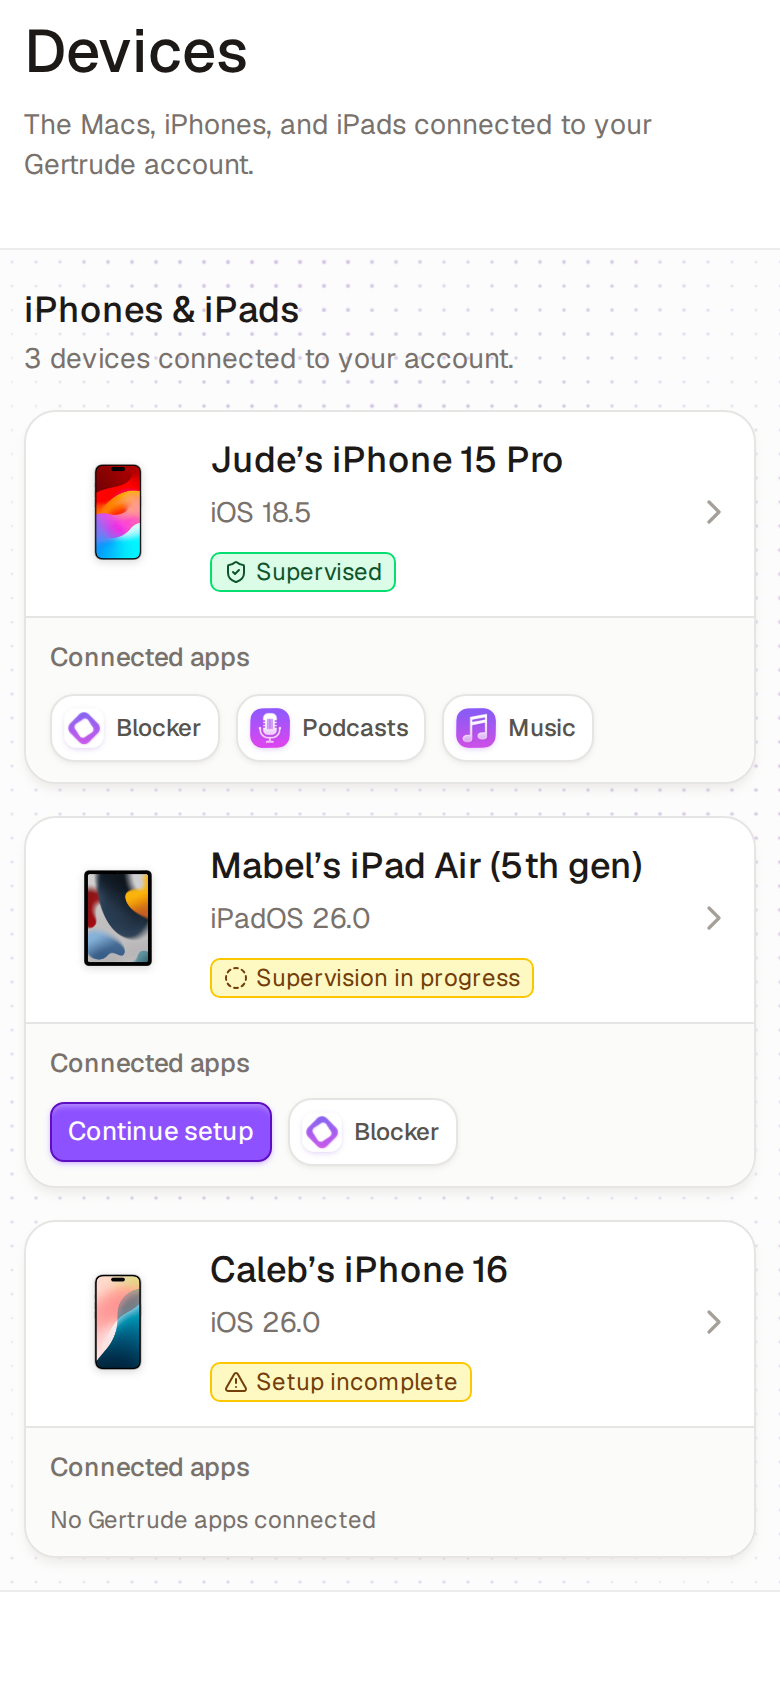 Devices
The Macs, iPhones, and iPads connected to your
Gertrude account.
iPhones & iPads
3 devices connected to your account.
Jude’s iPhone 15 Pro
iOS 18.5
Supervised
Connected apps
Blocker
Podcasts
Music
Mabel’s iPad Air (5th gen)
iPadOS 26.0
Supervision in progress
Connected apps
Continue setup
Blocker
Caleb’s iPhone 16
iOS 26.0
Setup incomplete
Connected apps
No Gertrude apps connected